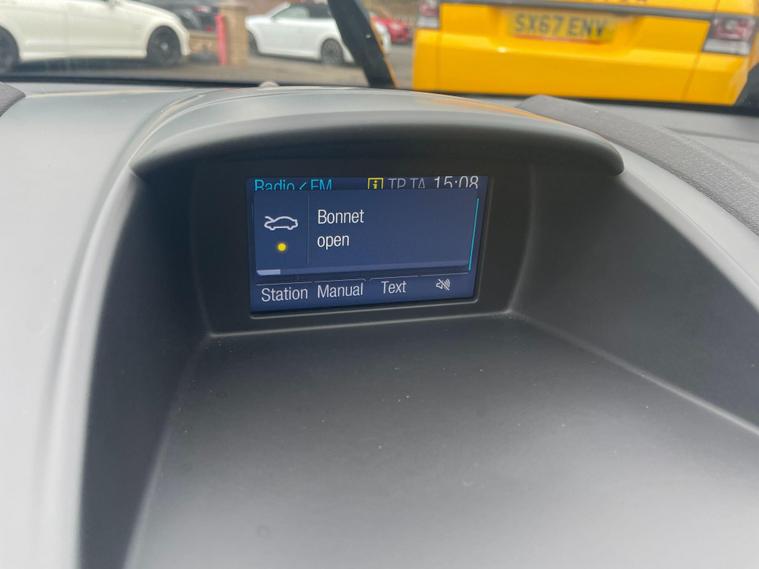 SX67 ENV
Radio < FM i TP TA 15:08
Bonnet
open
Station Manual Text